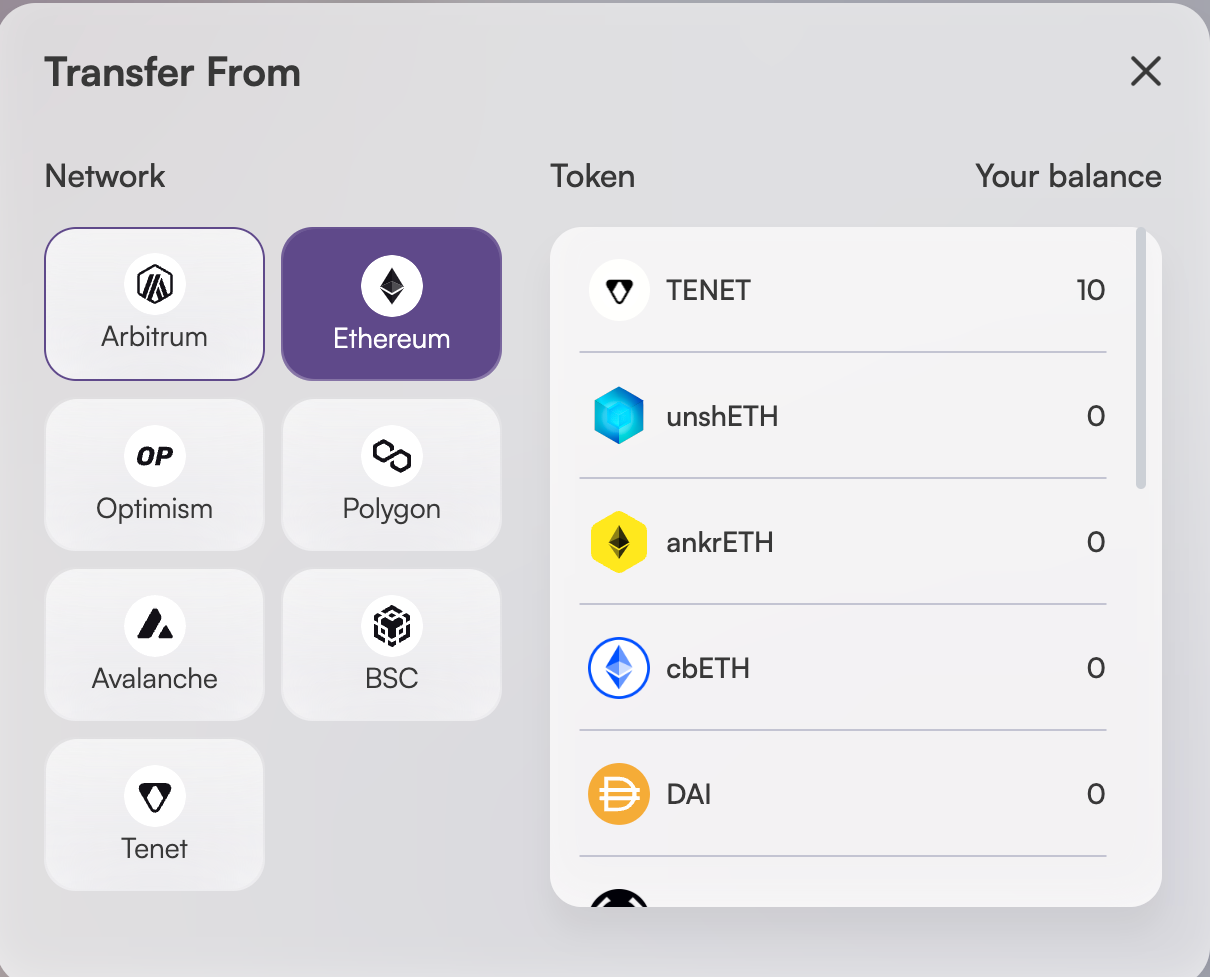 Transfer From
Network
Token
Your balance
Arbitrum
Ethereum
OP
Optimism
Polygon
Avalanche
BSC
Tenet
TENET 10
unshETH 0
ankrETH 0
cbETH 0
DAI 0